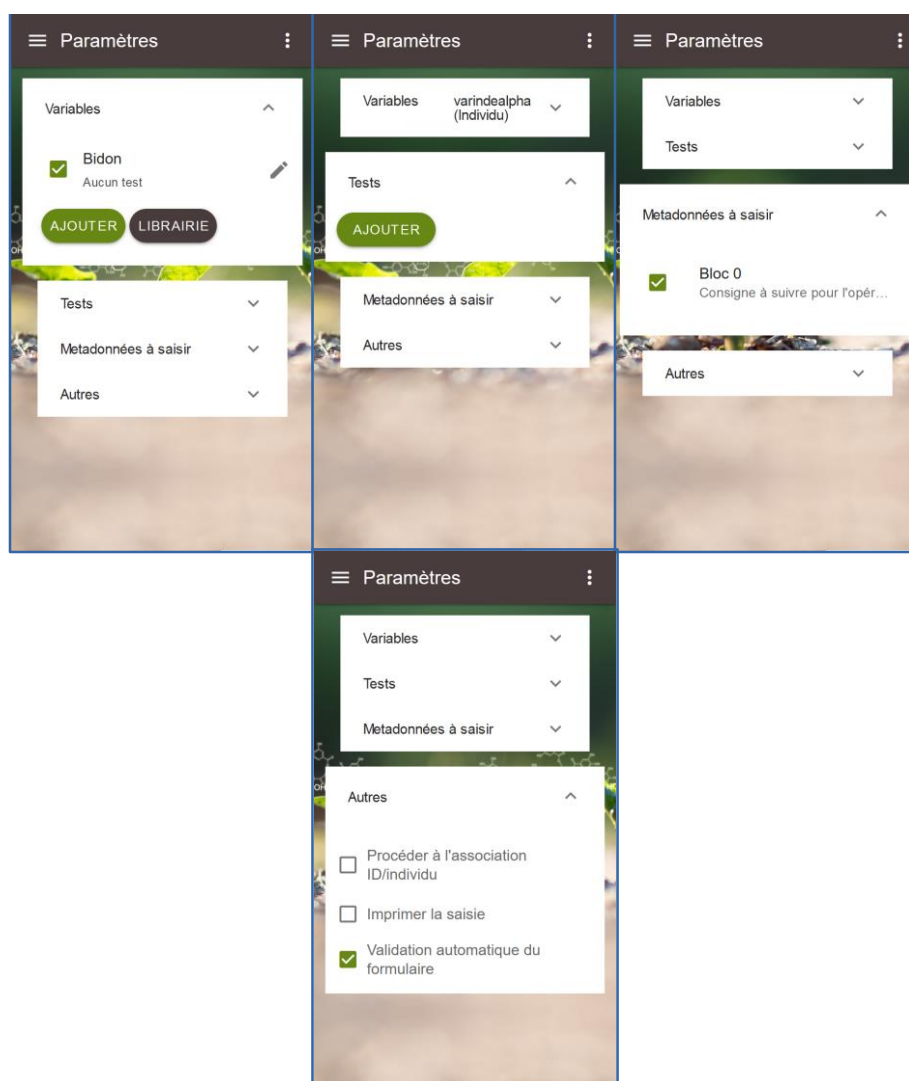 Paramètres
Variables
Bidon
Aucun test
AJOUTER LIBRAIRIE
Tests
Metadonnées à saisir
Autres
Paramètres
Variables varindealpha
(Individu)
Tests
AJOUTER
Metadonnées à saisir
Autres
Paramètres
Variables
Tests
Metadonnées à saisir
Bloc 0
Consigne à suivre pour l'opér...
Autres
Paramètres
Variables
Tests
Metadonnées à saisir
Autres
Procéder à l'association
ID/individu
Imprimer la saisie
Validation automatique du
formulaire